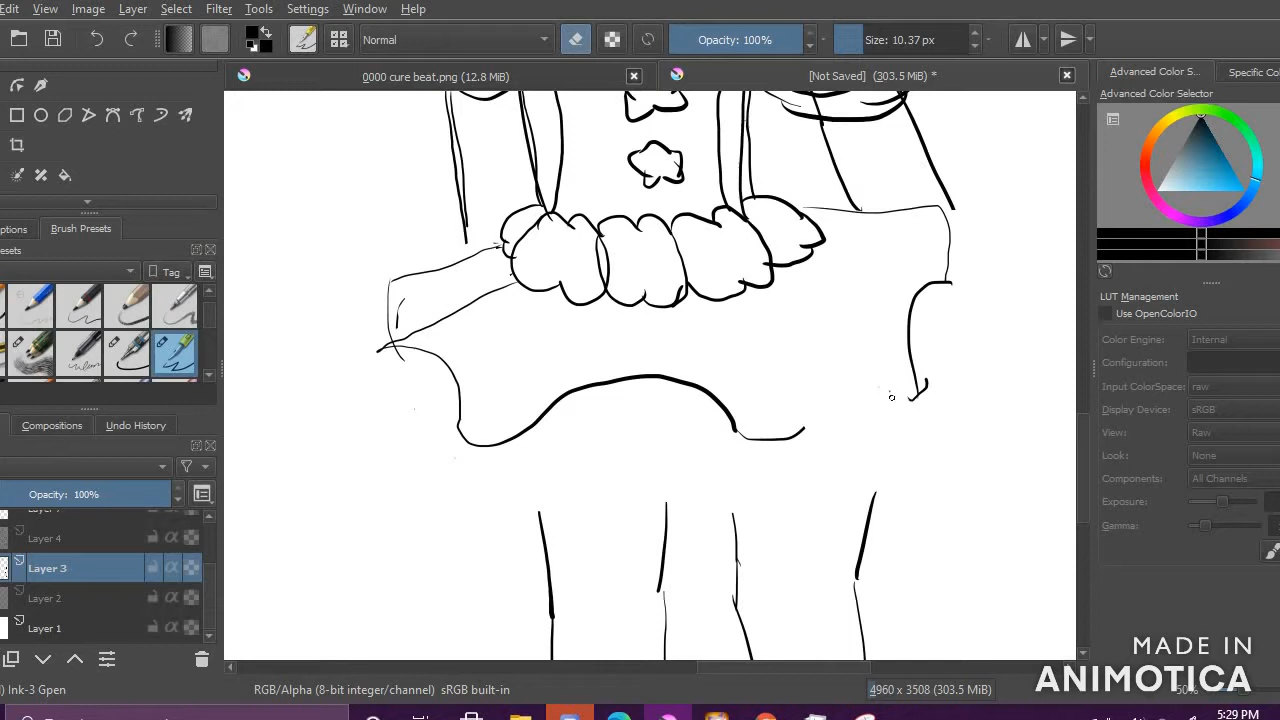 Edit View Image Layer Select Filter Tools Settings Window Help
Normal
Opacity: 100%
Size: 10.37 px
0000 cure beat.png (12.8 MiB)
[Not Saved] (303.5 MiB) *
Advanced Color S...
Specific Co
Advanced Color Selector
ptions
Brush Presets
esets
Tag
LUT Management
Use OpenColorIO
Color Engine:
Internal
Configuration:
Input ColorSpace:
raw
Display Device:
sRGB
View:
Raw
Look:
None
Components:
All Channels
Exposure:
Gamma:
Compositions
Undo History
Opacity: 100%
Layer 4
Layer 3
Layer 2
Layer 1
) Ink-3 Gpen
RGB/Alpha (8-bit integer/channel) sRGB built-in
4960 x 3508 (303.5 MiB)
50%
MADE IN
ANIMOTICA
5:29 PM